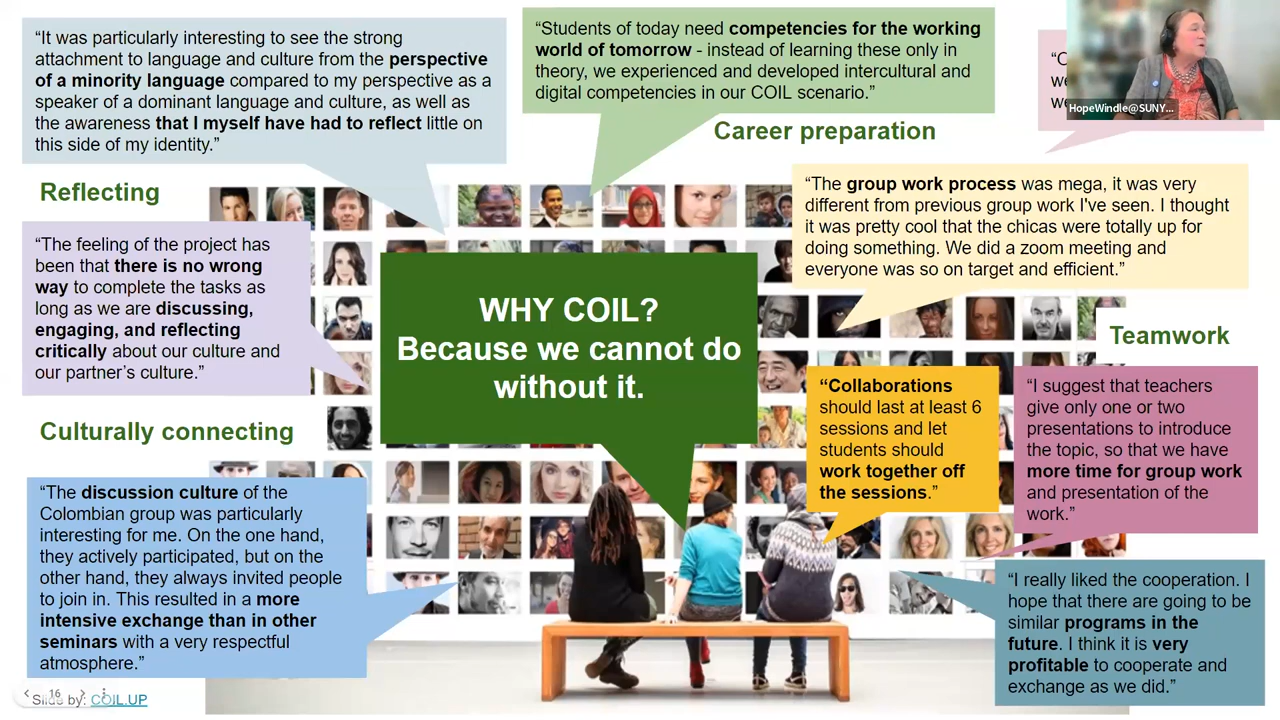 “It was particularly interesting to see the strong
attachment to language and culture from the perspective
of a minority language compared to my perspective as a
speaker of a dominant language and culture, as well as
the awareness that I myself have had to reflect little on
this side of my identity.”
“Students of today need competencies for the working
world of tomorrow - instead of learning these only in
theory, we experienced and developed intercultural and
digital competencies in our COIL scenario.”
HopeWindle@SUNY...
Career preparation
Reflecting
“The group work process was mega, it was very
different from previous group work I've seen. I thought
it was pretty cool that the chicas were totally up for
doing something. We did a zoom meeting and
everyone was so on target and efficient.”
“The feeling of the project has
been that there is no wrong
way to complete the tasks as
long as we are discussing,
engaging, and reflecting
critically about our culture and
our partner’s culture.”
WHY COIL?
Because we cannot do
without it.
Teamwork
“Collaborations
should last at least 6
sessions and let
students should
work together off
the sessions.”
“I suggest that teachers
give only one or two
presentations to introduce
the topic, so that we have
more time for group work
and presentation of the
work.”
Culturally connecting
“The discussion culture of the
Colombian group was particularly
interesting for me. On the one hand,
they actively participated, but on the
other hand, they always invited people
to join in. This resulted in a more
intensive exchange than in other
seminars with a very respectful
atmosphere.”
“I really liked the cooperation. I
hope that there are going to be
similar programs in the
future. I think it is very
profitable to cooperate and
exchange as we did.”
Slide by: COIL.UP
16